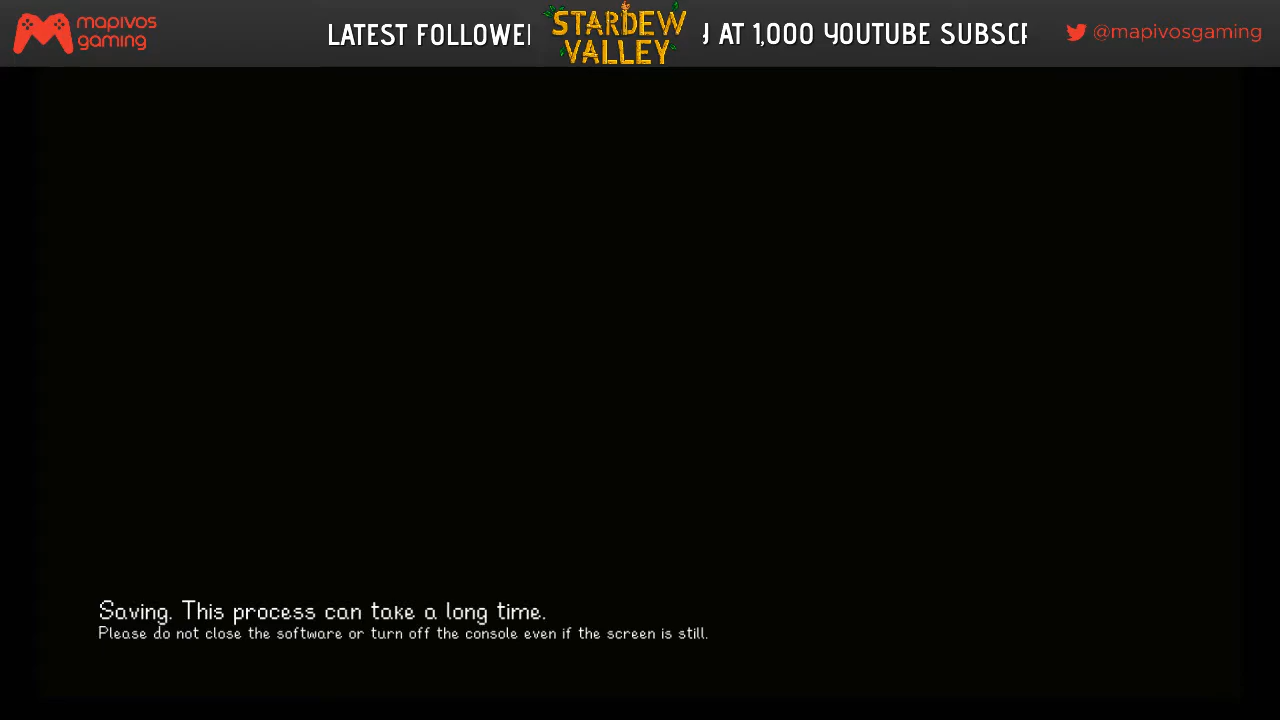 mapivos
gaming
LATEST FOLLOWE
STARDEW
VALLEY
AT 1,000 YOUTUBE SUBSC
@mapivosgaming
Saving. This process can take a long time.
Please do not close the software or turn off the console even if the screen is still.